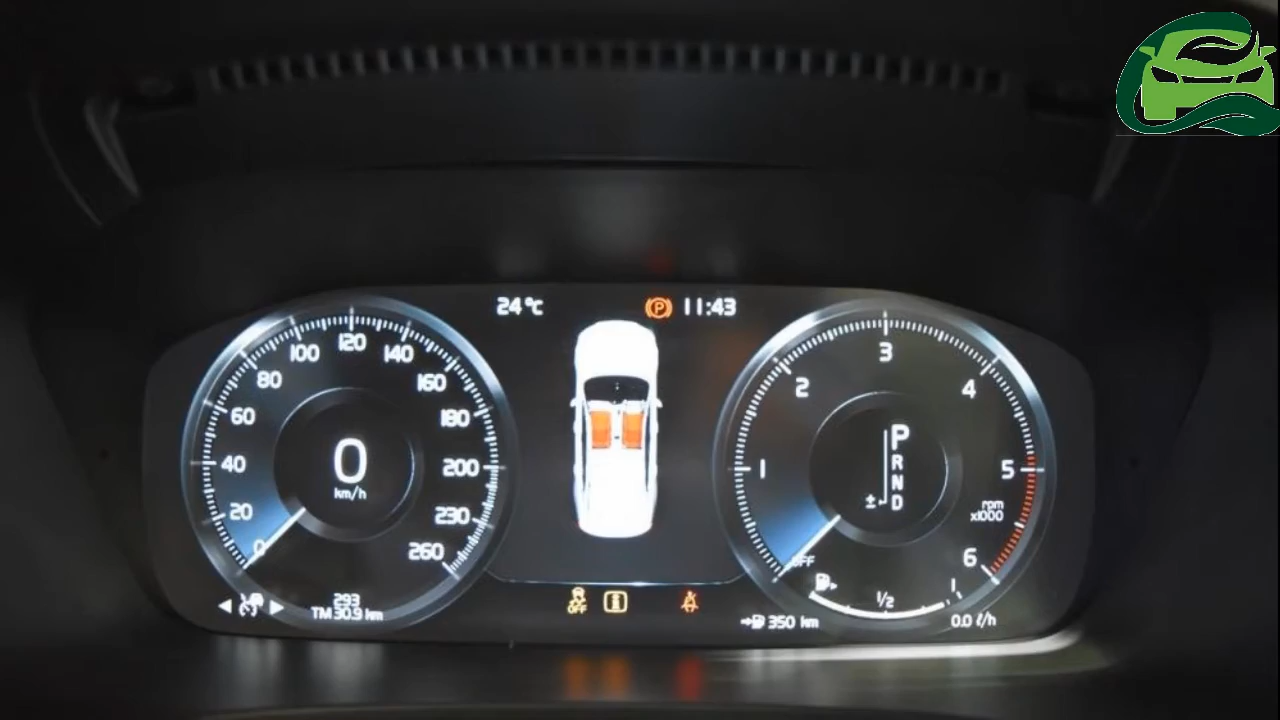 24 °C
P 11:43
0
20
40
60
80
100
120
140
160
180
200
230
260
0
km/h
1
2
3
4
5
6
rpm
x1000
P
R
N
± D
OFF
1/2
293
TM 30.9 km
OFF
350 km
0.0 ℓ/h